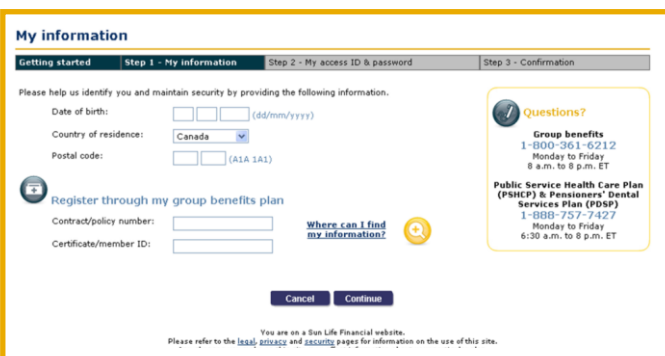 My information
Getting started Step 1 - My information Step 2 - My access ID & password Step 3 - Confirmation
Please help us identify you and maintain security by providing the following information.
Date of birth: (dd/mm/yyyy)
Country of residence: Canada
Postal code: (A1A 1A1)
Register through my group benefits plan
Contract/policy number:
Certificate/member ID:
Where can I find
my information?
Questions?
Group benefits
1-800-361-6212
Monday to Friday
8 a.m. to 8 p.m. ET
Public Service Health Care Plan
(PSHCP) & Pensioners' Dental
Services Plan (PDSP)
1-888-757-7427
Monday to Friday
6:30 a.m. to 8 p.m. ET
Cancel Continue
You are on a Sun Life Financial website.
Please refer to the legal, privacy and security pages for information on the use of this site.